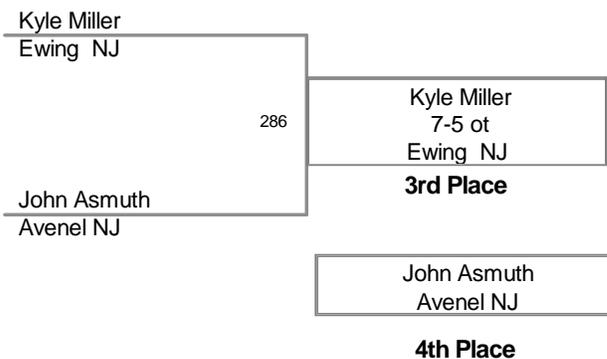 Kyle Miller
Ewing  NJ
286
Kyle Miller
7-5 ot
Ewing  NJ
3rd Place
John Asmuth
Avenel NJ
John Asmuth
Avenel NJ
4th Place